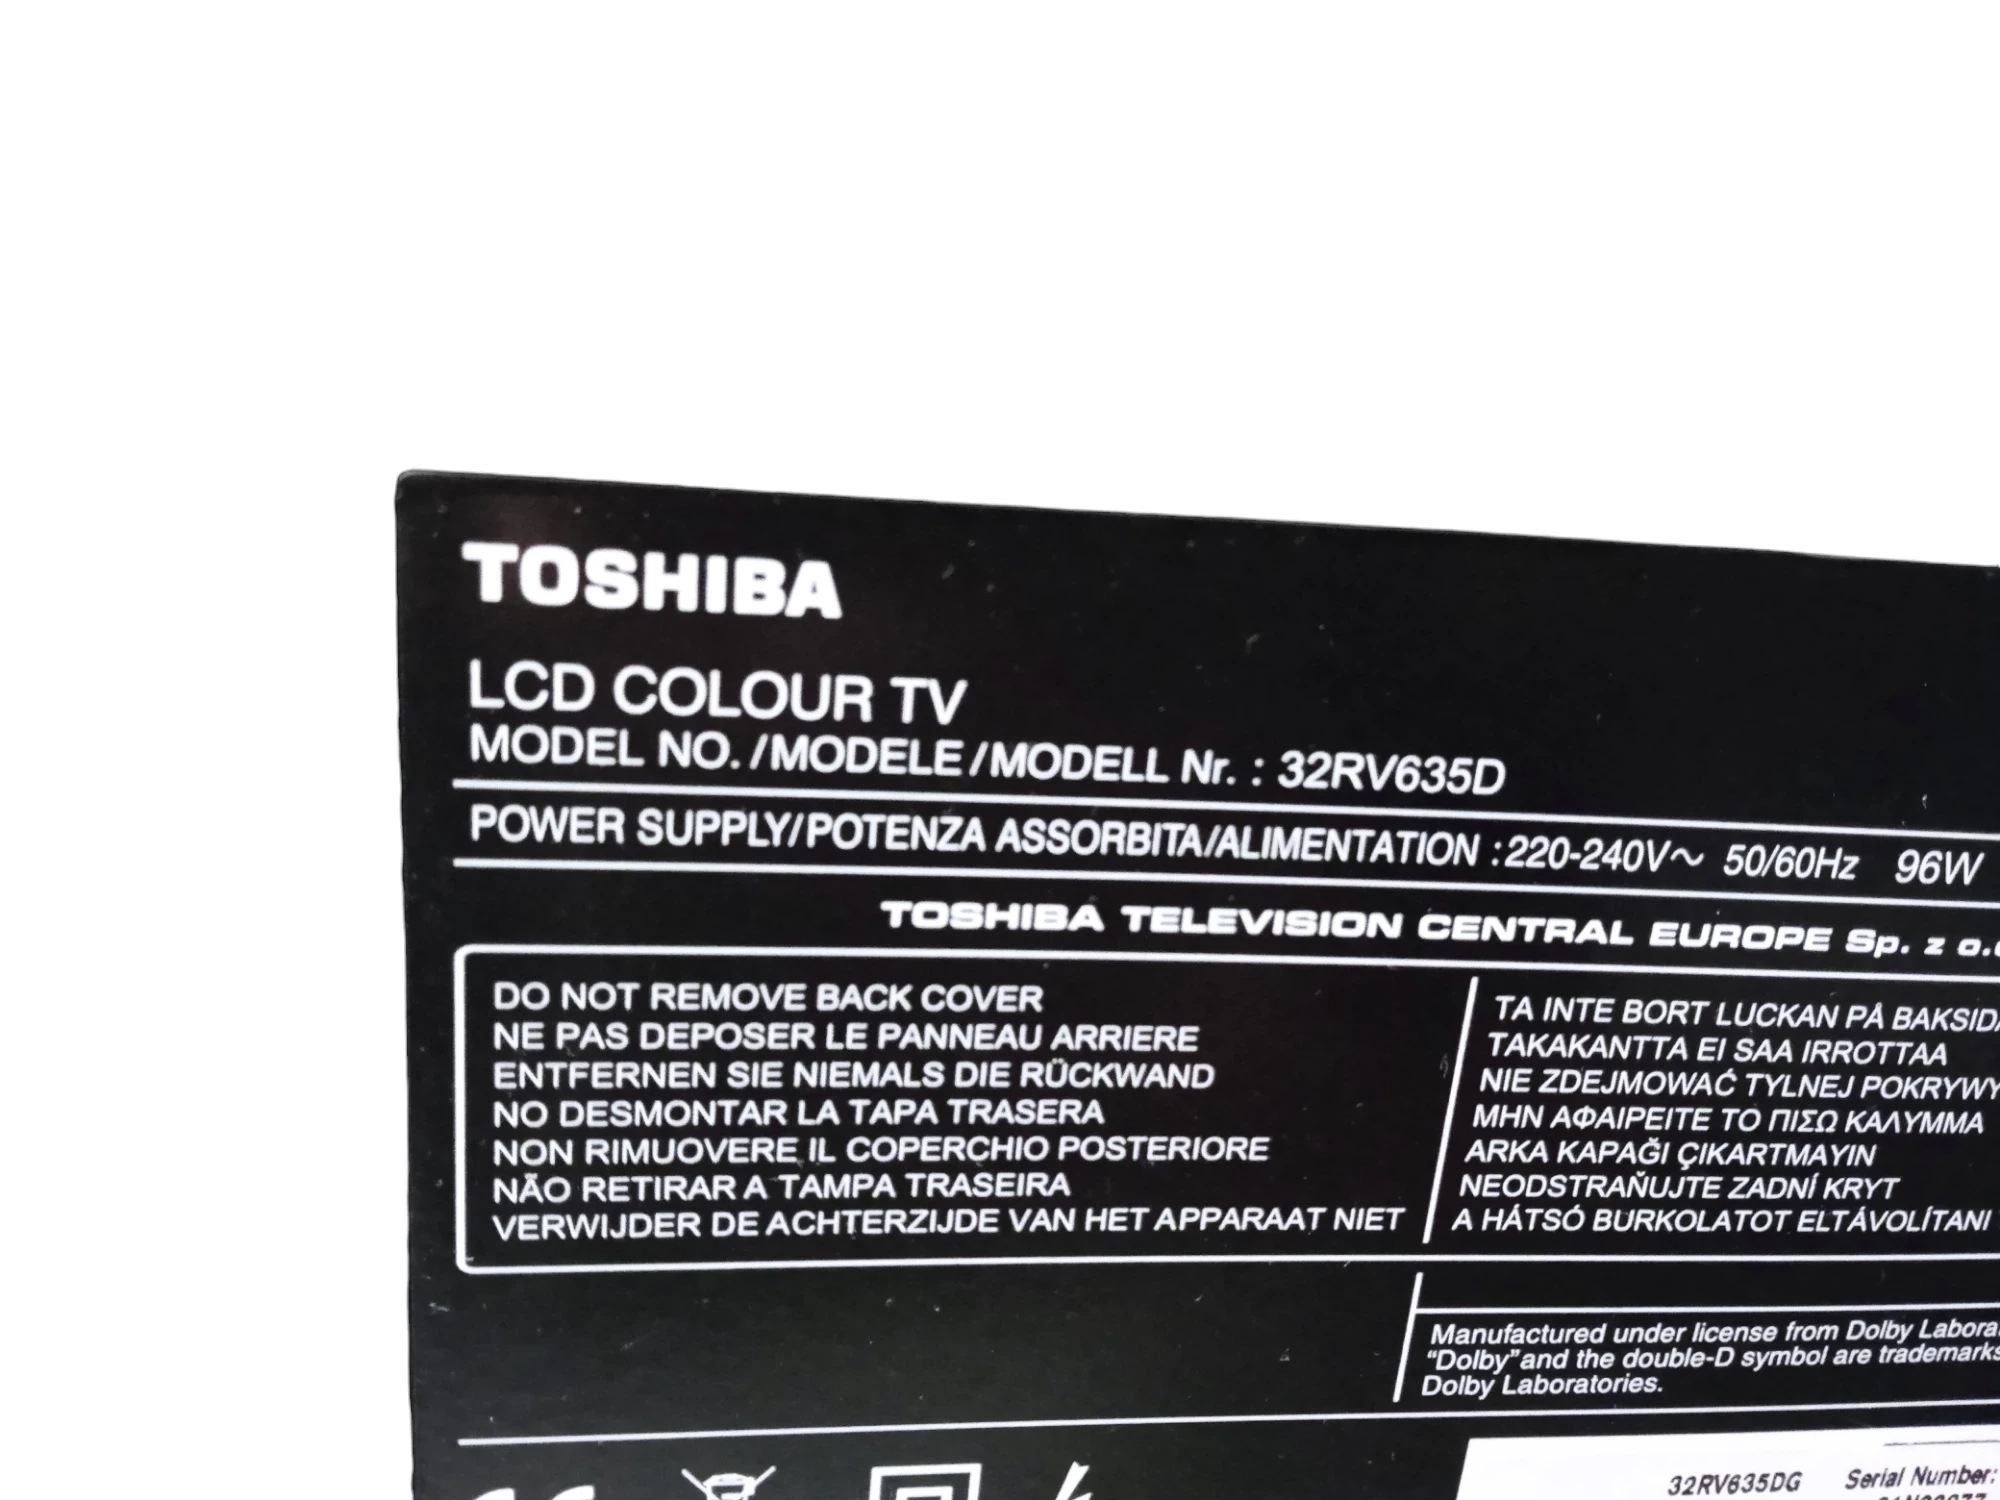 TOSHIBA
LCD COLOUR TV
MODEL NO./MODELE/MODELL Nr. : 32RV635D
POWER SUPPLY/POTENZA ASSORBITA/ALIMENTATION :220-240V~ 50/60Hz 96W
TOSHIBA TELEVISION CENTRAL EUROPE Sp. z o.
DO NOT REMOVE BACK COVER
NE PAS DEPOSER LE PANNEAU ARRIERE
ENTFERNEN SIE NIEMALS DIE RÜCKWAND
NO DESMONTAR LA TAPA TRASERA
NON RIMUOVERE IL COPERCHIO POSTERIORE
NÃO RETIRAR A TAMPA TRASEIRA
VERWIJDER DE ACHTERZIJDE VAN HET APPARAAT NIET
TA INTE BORT LUCKAN PÅ BAKSIDA
TAKAKANTTA EI SAA IRROTTAA
NIE ZDEJMOWAĆ TYLNEJ POKRYWY
ΜΗΝ ΑΦΑΙΡΕΙΤΕ ΤΟ ΠΙΣΩ ΚΑΛΥΜΜΑ
ARKA KAPAĞI ÇIKARTMAYIN
NEODSTRAŇUJTE ZADNÍ KRYT
A HÁTSÓ BURKOLATOT ELTÁVOLÍTANI
Manufactured under license from Dolby Labora
“Dolby”and the double-D symbol are trademarks
Dolby Laboratories.
32RV635DG Serial Number: